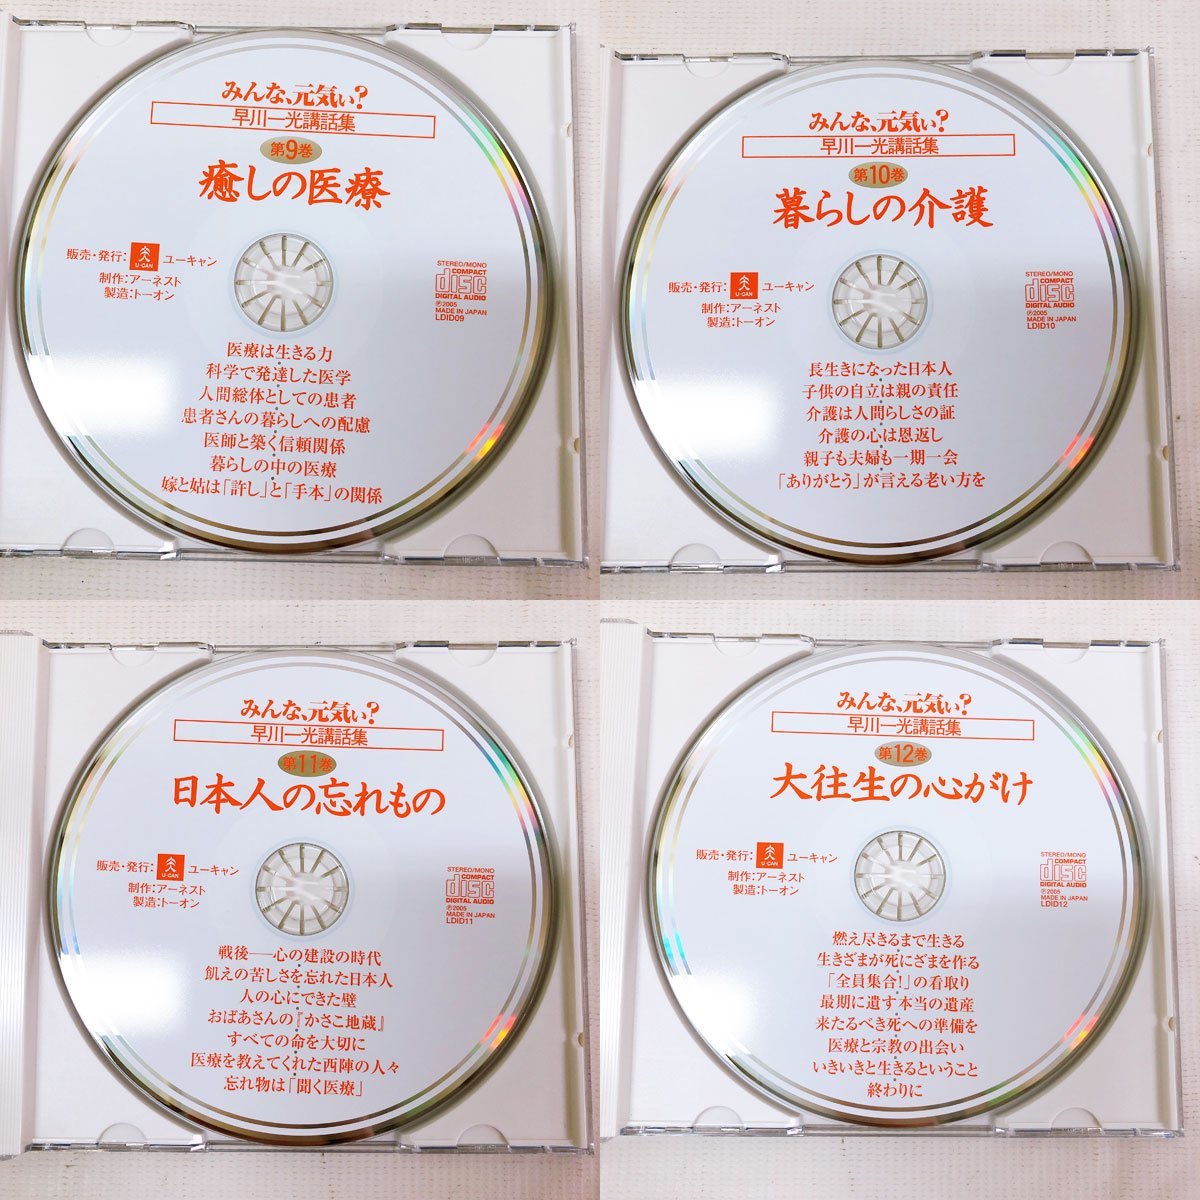 みんな、元気ぃ?
早川一光講話集
第9巻
癒しの医療
販売・発行: U-CAN ユーキャン
制作:アーネスト
製造:トーオン
STEREO/MONO
COMPACT
disc
DIGITAL AUDIO
℗2005
MADE IN JAPAN
LDID09
医療は生きる力
科学で発達した医学
人間総体としての患者
患者さんの暮らしへの配慮
医師と築く信頼関係
暮らしの中の医療
嫁と姑は「許し」と「手本」の関係
みんな、元気ぃ?
早川一光講話集
第10巻
暮らしの介護
販売・発行: U-CAN ユーキャン
制作:アーネスト
製造:トーオン
STEREO/MONO
COMPACT
disc
DIGITAL AUDIO
℗2005
MADE IN JAPAN
LDID10
長生きになった日本人
子供の自立は親の責任
介護は人間らしさの証
介護の心は恩返し
親子も夫婦も一期一会
「ありがとう」が言える老い方を
みんな、元気ぃ?
早川一光講話集
第11巻
日本人の忘れもの
販売・発行: U-CAN ユーキャン
制作:アーネスト
製造:トーオン
STEREO/MONO
COMPACT
disc
DIGITAL AUDIO
℗2005
MADE IN JAPAN
LDID11
戦後──心の建設の時代
飢えの苦しさを忘れた日本人
人の心にできた壁
おばあさんの『かさこ地蔵』
すべての命を大切に
医療を教えてくれた西陣の人々
忘れ物は「聞く医療」
みんな、元気ぃ?
早川一光講話集
第12巻
大往生の心がけ
販売・発行: U-CAN ユーキャン
制作:アーネスト
製造:トーオン
STEREO/MONO
COMPACT
disc
DIGITAL AUDIO
℗2005
MADE IN JAPAN
LDID12
燃え尽きるまで生きる
生きざまが死にざまを作る
「全員集合!」の看取り
最期に遺す本当の遺産
来たるべき死への準備を
医療と宗教の出会い
いきいきと生きるということ
終わりに